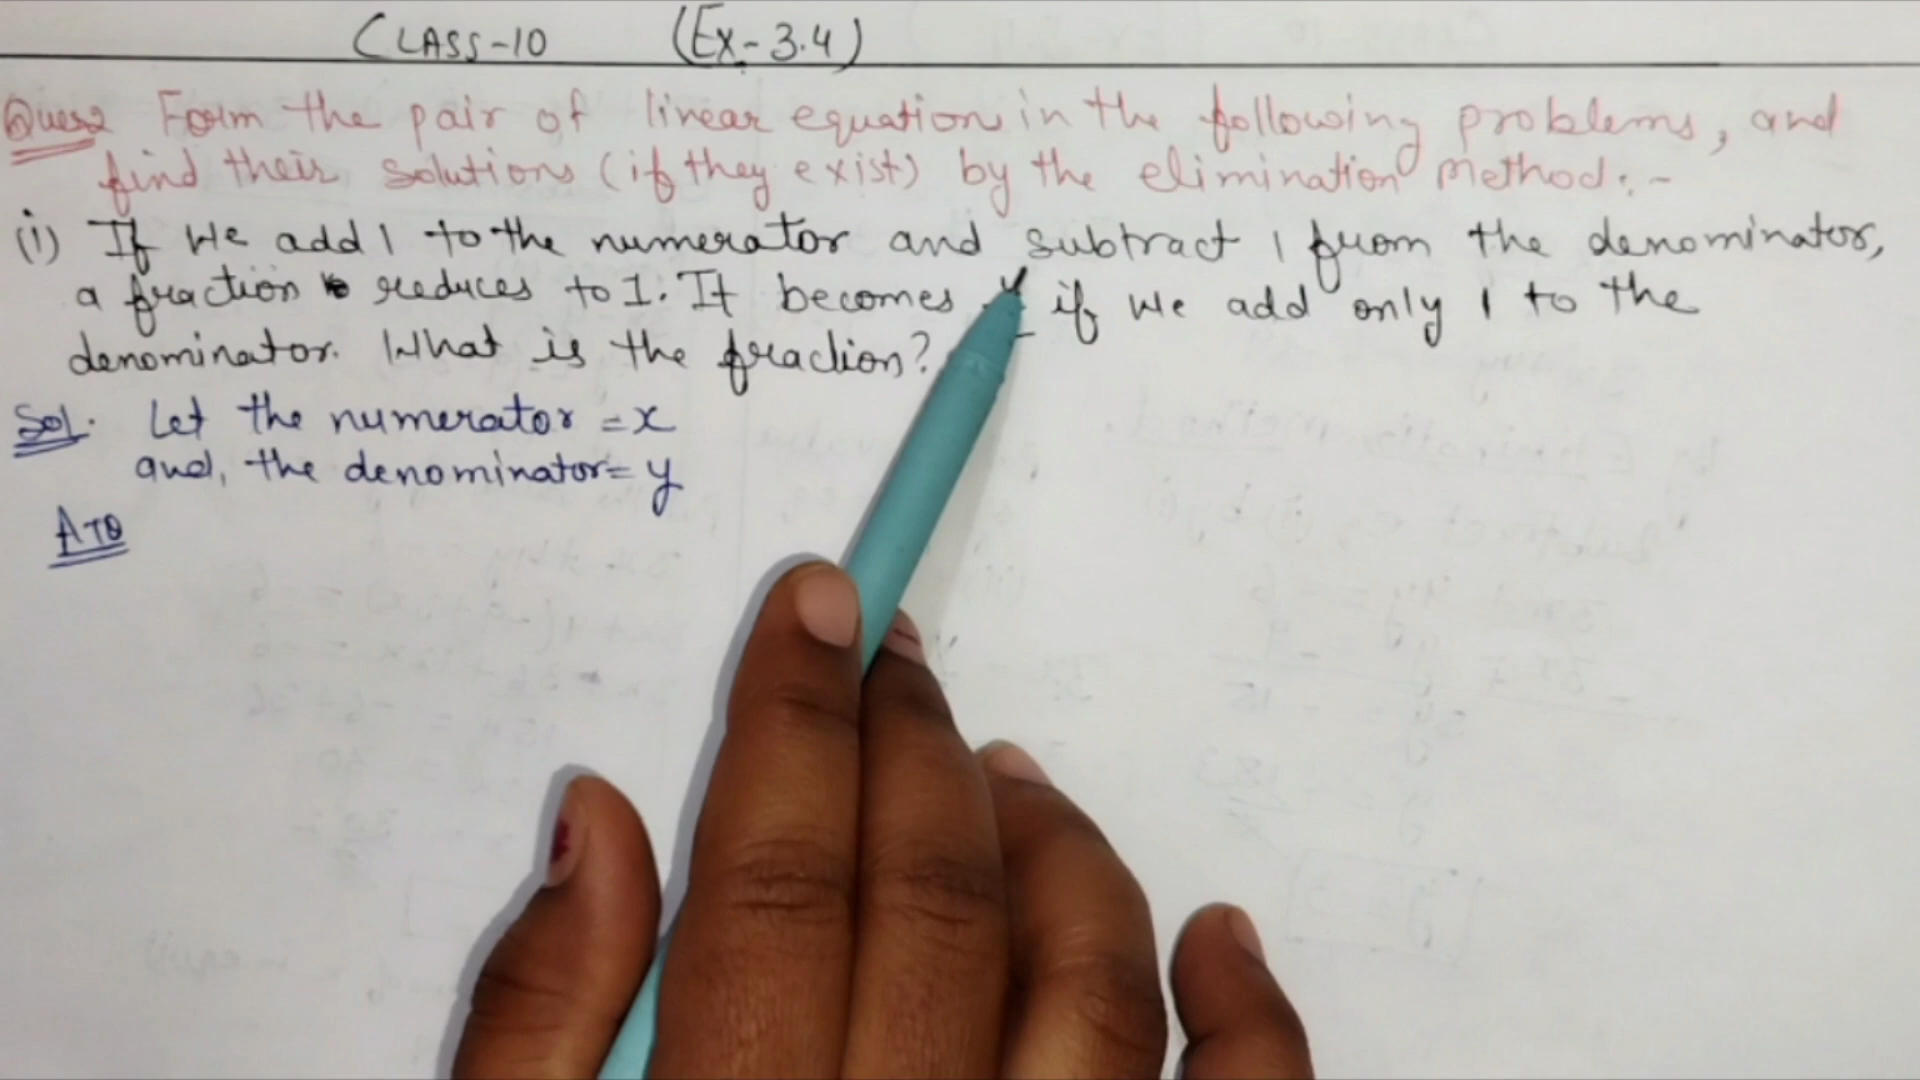 CLASS-10 (Ex-3.4)
Ques2 Form the pair of linear equations in the following problems, and
find their solutions (if they exist) by the elimination method:-
(i) If we add 1 to the numerator and subtract 1 from the denominator,
a fraction reduces to 1. It becomes if we add only 1 to the
denominator. What is the fraction?
Sol. Let the numerator = x
and, the denominator = y
ATQ